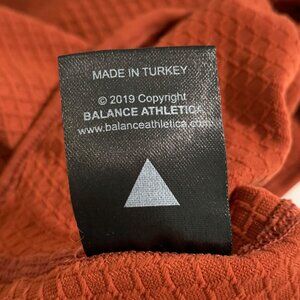 MADE IN TURKEY
© 2019 Copyright
BALANCE ATHLETICA
www.balanceathletica.com